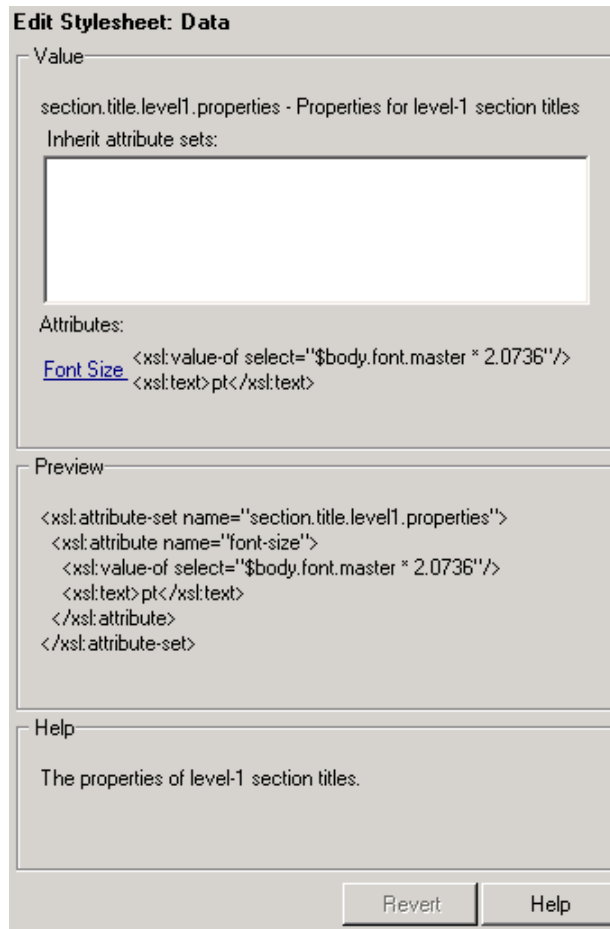 Edit Stylesheet: Data
Value
section.title.level1.properties - Properties for level-1 section titles
Inherit attribute sets:
Attributes:
Font Size <xsl:value-of select="$body.font.master * 2.0736"/>
<xsl:text>pt</xsl:text>
Preview
<xsl:attribute-set name="section.title.level1.properties">
<xsl:attribute name="font-size">
<xsl:value-of select="$body.font.master * 2.0736"/>
<xsl:text>pt</xsl:text>
</xsl:attribute>
</xsl:attribute-set>
Help
The properties of level-1 section titles.
Revert Help